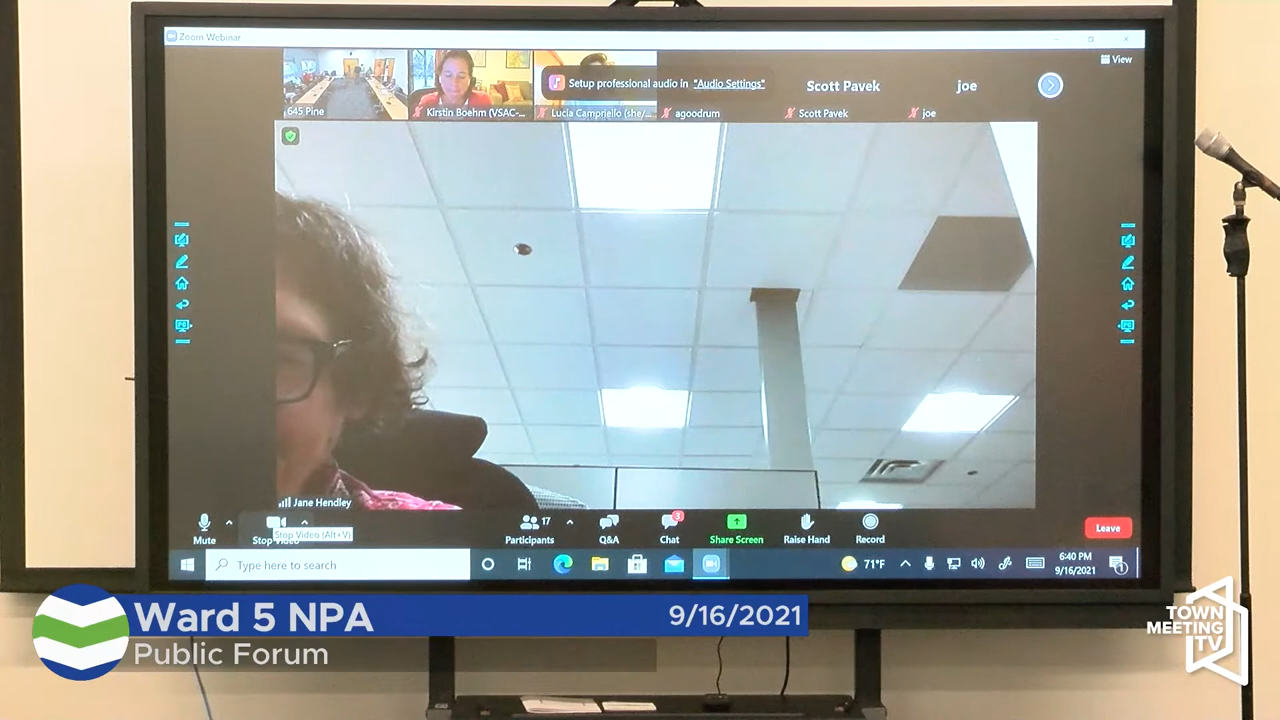 Zoom Webinar
View
Setup professional audio in "Audio Settings"
Scott Pavek
joe
645 Pine
Kirstin Boehm (VSAC-...
Lucia Campriello (she/...
agoodrum
Scott Pavek
joe
Jane Hendley
Mute
Stop Video
Stop Video (Alt+V)
17
Participants
Q&A
3
Chat
Share Screen
Raise Hand
Record
Leave
Type here to search
71°F
6:40 PM
9/16/2021
1
Ward 5 NPA
9/16/2021
Public Forum
TOWN
MEETING
TV